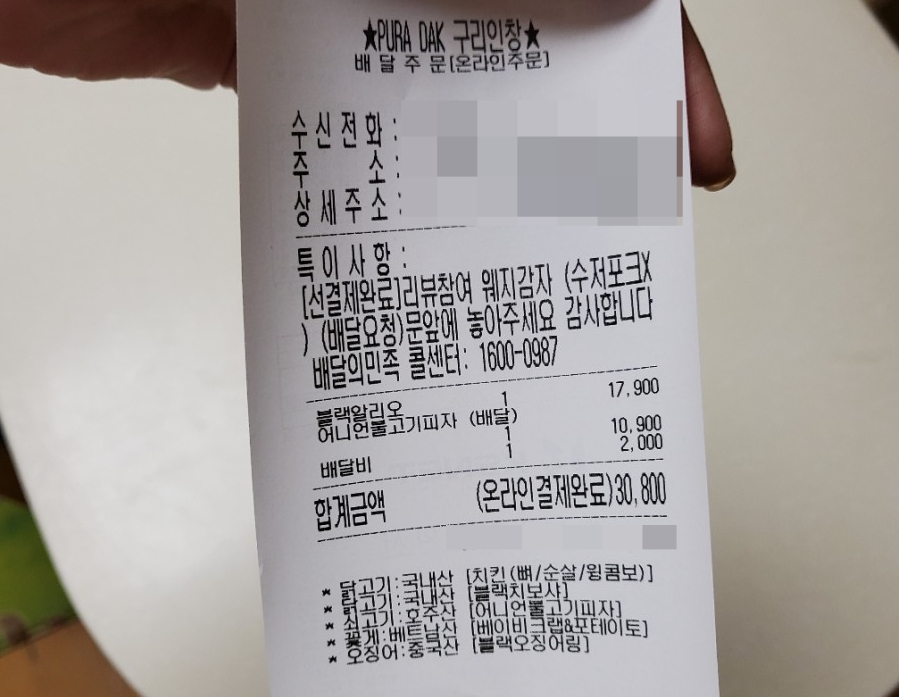 ★PURA DAK 구리인창★
배 달 주 문[온라인주문]
수 신 전 화 :
주 소 :
상 세 주 소 :
특 이 사 항 :
[선결제완료]리뷰참여 웨지감자 (수저포크X
) (배달요청)문앞에 놓아주세요 감사합니다
배달의민족 콜센터: 1600-0987
블랙알리오 1 17,900
어니언불고기피자 (배달)
1 10,900
배달비 1 2,000
합계금액 (온라인결제완료)30,800
* 닭고기:국내산 [치킨(뼈/순살/윙콤보)]
* 닭고기:국내산 [블랙치보샤]
* 쇠고기:호주산 [어니언불고기피자]
* 꽃게:베트남산 [베이비크랩&포테이토]
* 오징어:중국산 [블랙오징어링]